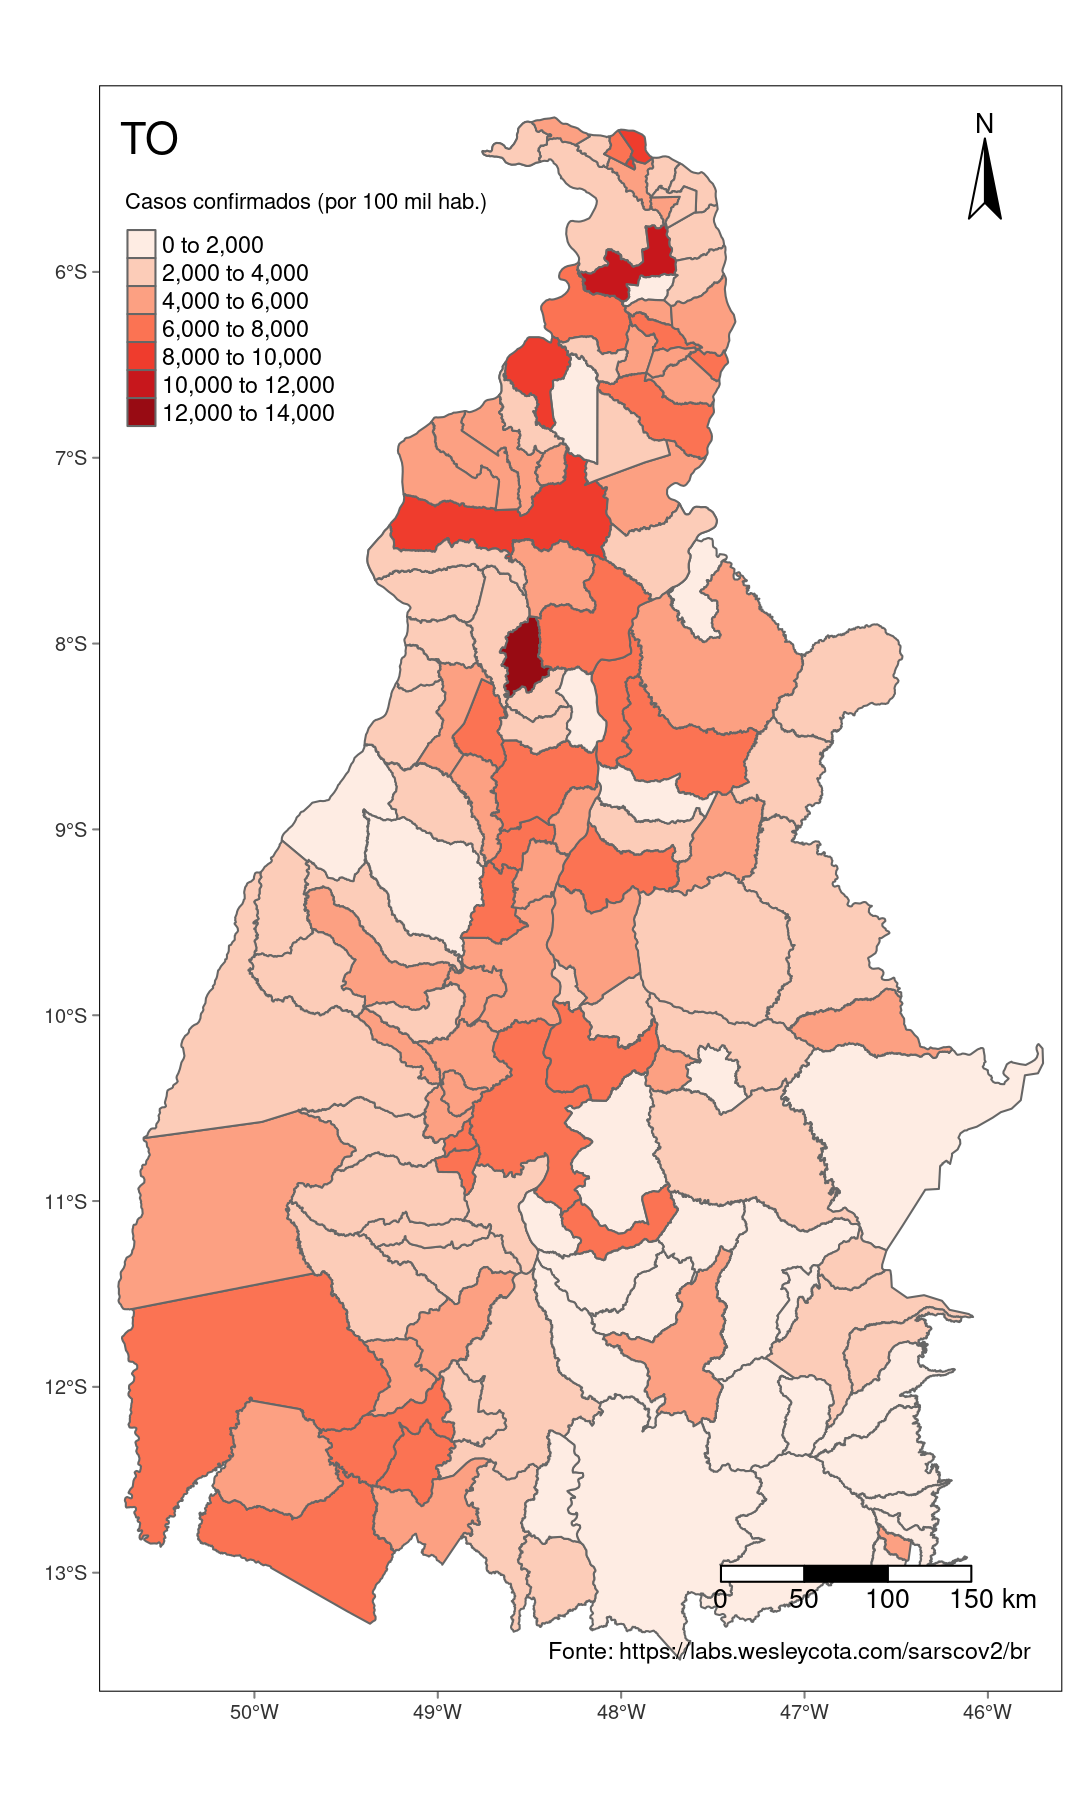 TO
N
Casos confirmados (por 100 mil hab.)
0 to 2,000
2,000 to 4,000
4,000 to 6,000
6,000 to 8,000
8,000 to 10,000
10,000 to 12,000
12,000 to 14,000
6°S
7°S
8°S
9°S
10°S
11°S
12°S
13°S
0 50 100 150 km
Fonte: https://labs.wesleycota.com/sarscov2/br
50°W 49°W 48°W 47°W 46°W